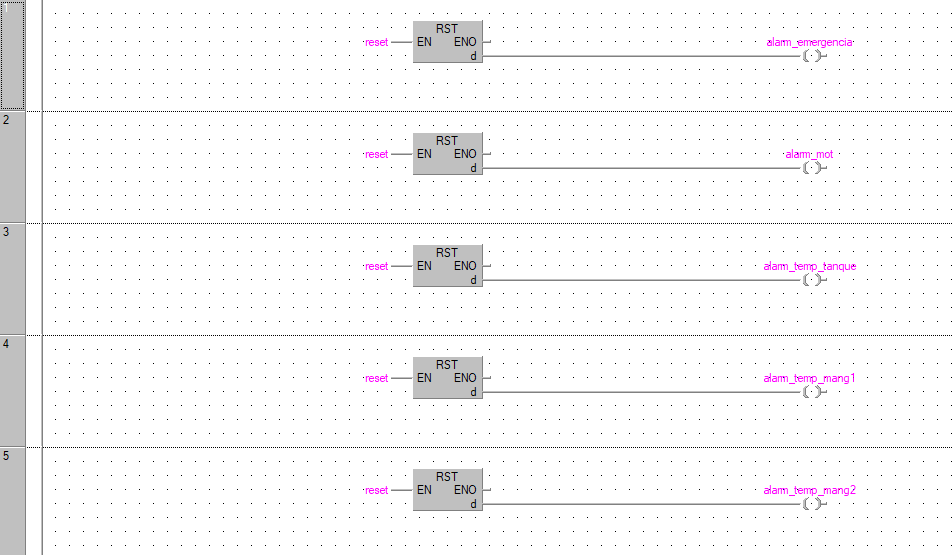 1
RST
reset EN ENO alarm_emergencia
d
2
RST
reset EN ENO alarm_mot
d
3
RST
reset EN ENO alarm_temp_tanque
d
4
RST
reset EN ENO alarm_temp_mang1
d
5
RST
reset EN ENO alarm_temp_mang2
d